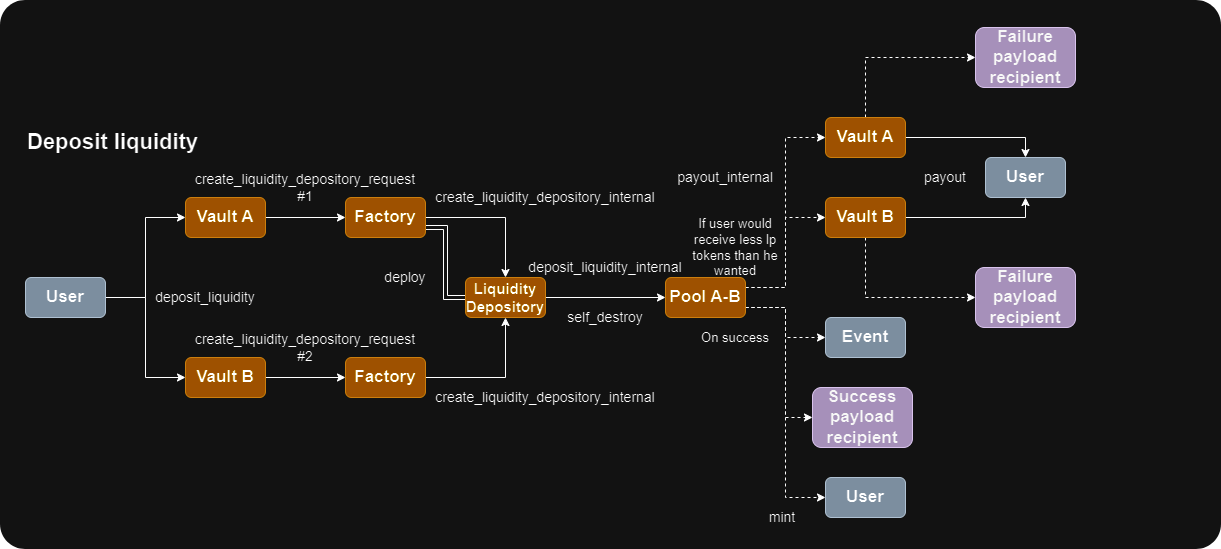 Deposit liquidity
User
deposit_liquidity
create_liquidity_depository_request
#1
Vault A
Factory
create_liquidity_depository_internal
deploy
create_liquidity_depository_request
#2
Vault B
Factory
create_liquidity_depository_internal
Liquidity
Depository
deposit_liquidity_internal
self_destroy
Pool A-B
payout_internal
If user would
receive less lp
tokens than he
wanted
On success
mint
Failure
payload
recipient
Vault A
payout
User
Vault B
Failure
payload
recipient
Event
Success
payload
recipient
User